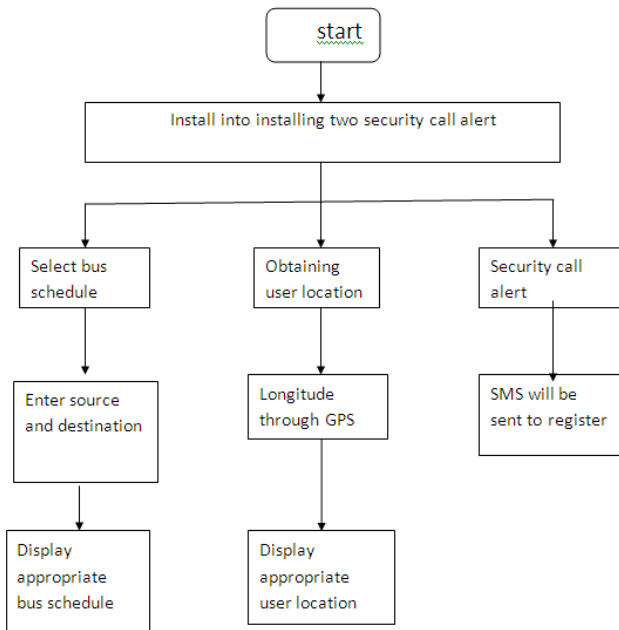 start
Install into installing two security call alert
Select bus
schedule
Obtaining
user location
Security call
alert
Enter source
and destination
Longitude
through GPS
SMS will be
sent to register
Display
appropriate
bus schedule
Display
appropriate
user location